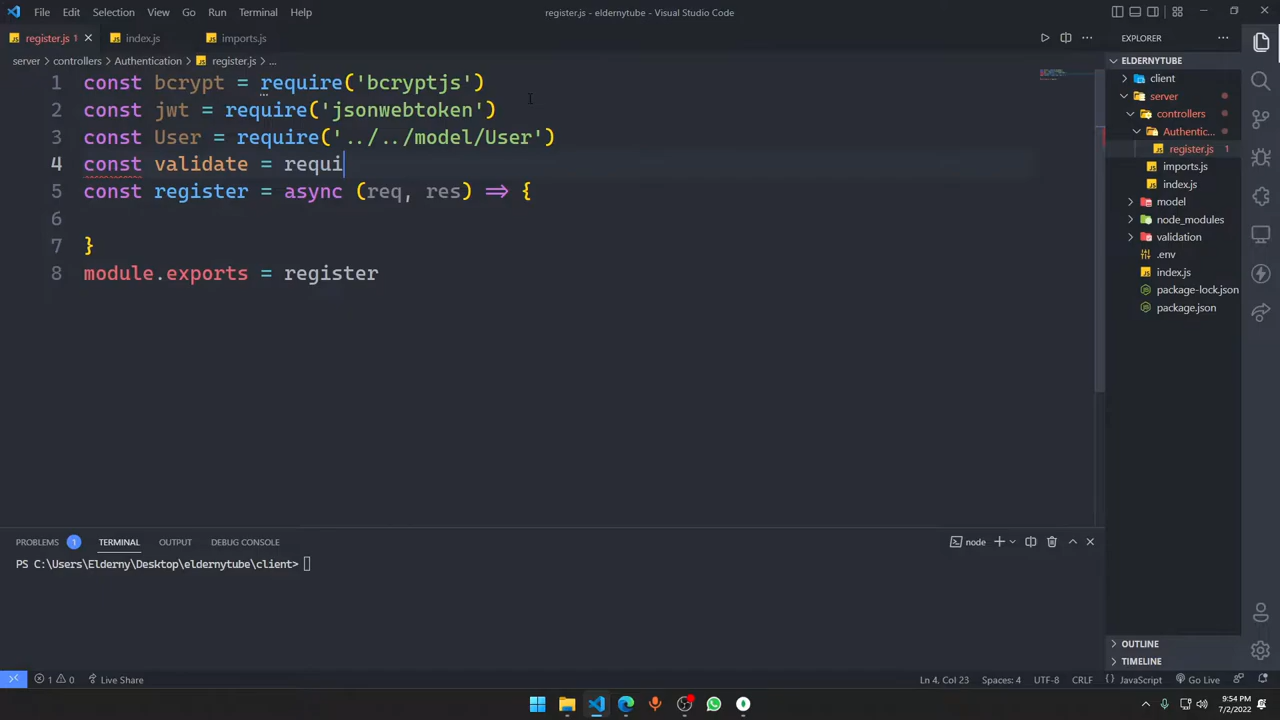 File Edit Selection View Go Run Terminal Help
register.js - eldernytube - Visual Studio Code
register.js 1
index.js
imports.js
server > controllers > Authentication > register.js > ...
1 const bcrypt = require('bcryptjs')
2 const jwt = require('jsonwebtoken')
3 const User = require('../../model/User')
4 const validate = requi
5 const register = async (req, res) => {
6
7 }
8 module.exports = register
EXPLORER
ELDERNYTUBE
client
server
controllers
Authentic...
register.js 1
imports.js
index.js
model
node_modules
validation
.env
index.js
package-lock.json
package.json
OUTLINE
TIMELINE
PROBLEMS 1 TERMINAL OUTPUT DEBUG CONSOLE
node
PS C:\Users\Elderny\Desktop\eldernytube\client>
1 0 Live Share
Ln 4, Col 23 Spaces: 4 UTF-8 CRLF {} JavaScript Go Live
9:54 PM
7/2/2022